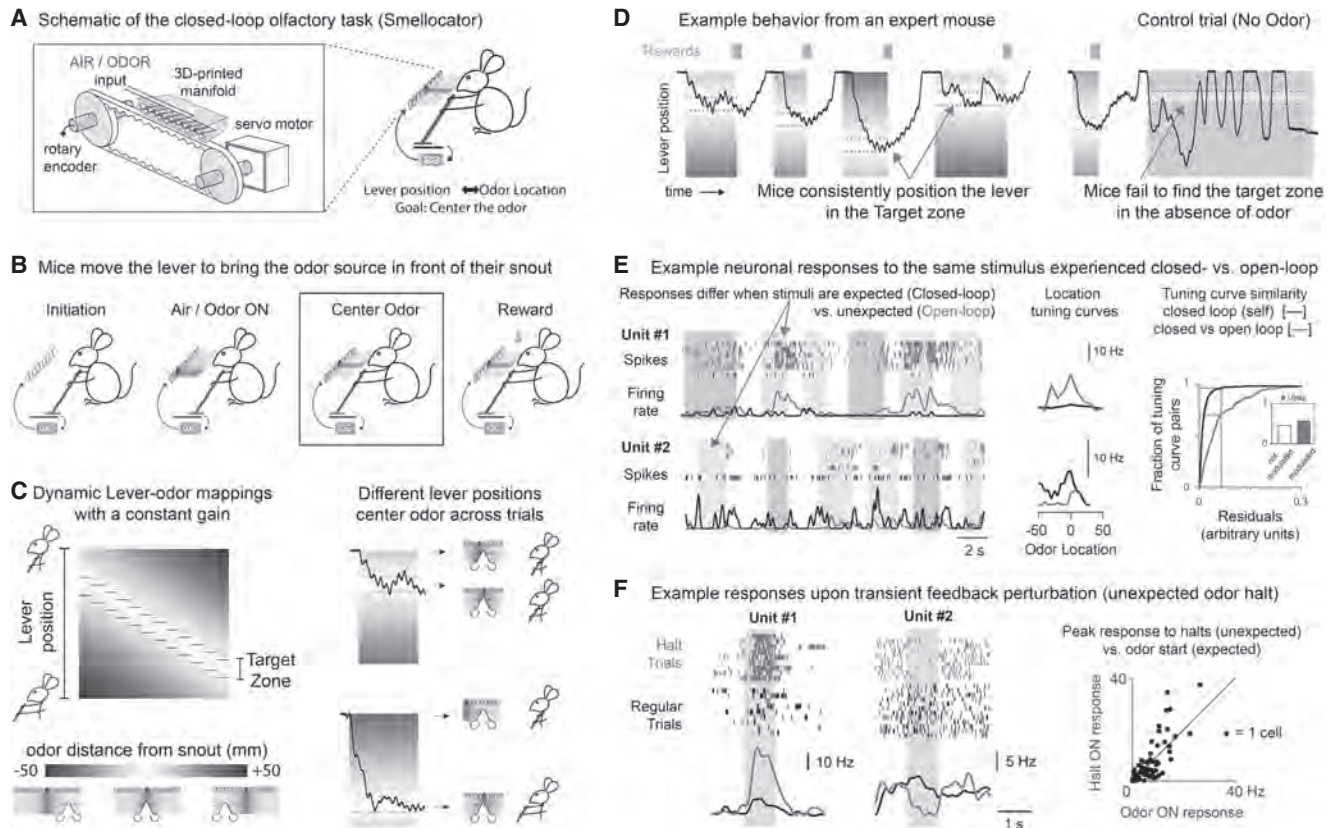 A Schematic of the closed-loop olfactory task (Smellocator)
AIR / ODOR
input
3D-printed
manifold
servo motor
rotary
encoder
Lever position Odor Location
Goal: Center the odor
B Mice move the lever to bring the odor source in front of their snout
Initiation
Air / Odor ON
Center Odor
Reward
C Dynamic Lever-odor mappings
with a constant gain
Lever
position
Target
Zone
odor distance from snout (mm)
-50 +50
Different lever positions
center odor across trials
D Example behavior from an expert mouse
Control trial (No Odor)
Rewards
Lever position
time
Mice consistently position the lever
in the Target zone
Mice fail to find the target zone
in the absence of odor
E Example neuronal responses to the same stimulus experienced closed- vs. open-loop
Responses differ when stimuli are expected (Closed-loop)
vs. unexpected (Open-loop)
Unit #1
Spikes
Firing
rate
Unit #2
Spikes
Firing
rate
2 s
Location
tuning curves
10 Hz
10 Hz
-50 0 50
Odor Location
Tuning curve similarity
closed loop (self) [—]
closed vs open loop [—]
Fraction of tuning
curve pairs
1
0
0 0.3
Residuals
(arbitrary units)
# Units
1
0
not
modulated
modulated
F Example responses upon transient feedback perturbation (unexpected odor halt)
Unit #1
Unit #2
Halt
Trials
Regular
Trials
10 Hz
5 Hz
1 s
Peak response to halts (unexpected)
vs. odor start (expected)
Halt ON response
40
0
0 40 Hz
= 1 cell
Odor ON repsonse